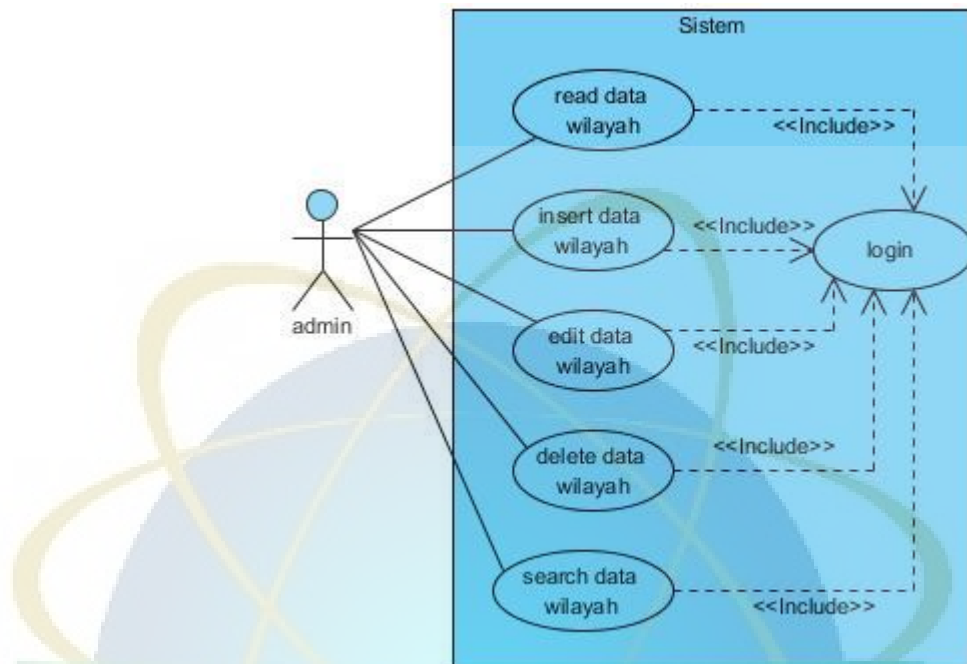 Sistem
read data
wilayah
<<Include>>
insert data
wilayah
<<Include>>
login
admin
edit data
wilayah
<<Include>>
delete data
wilayah
<<Include>>
search data
wilayah
<<Include>>